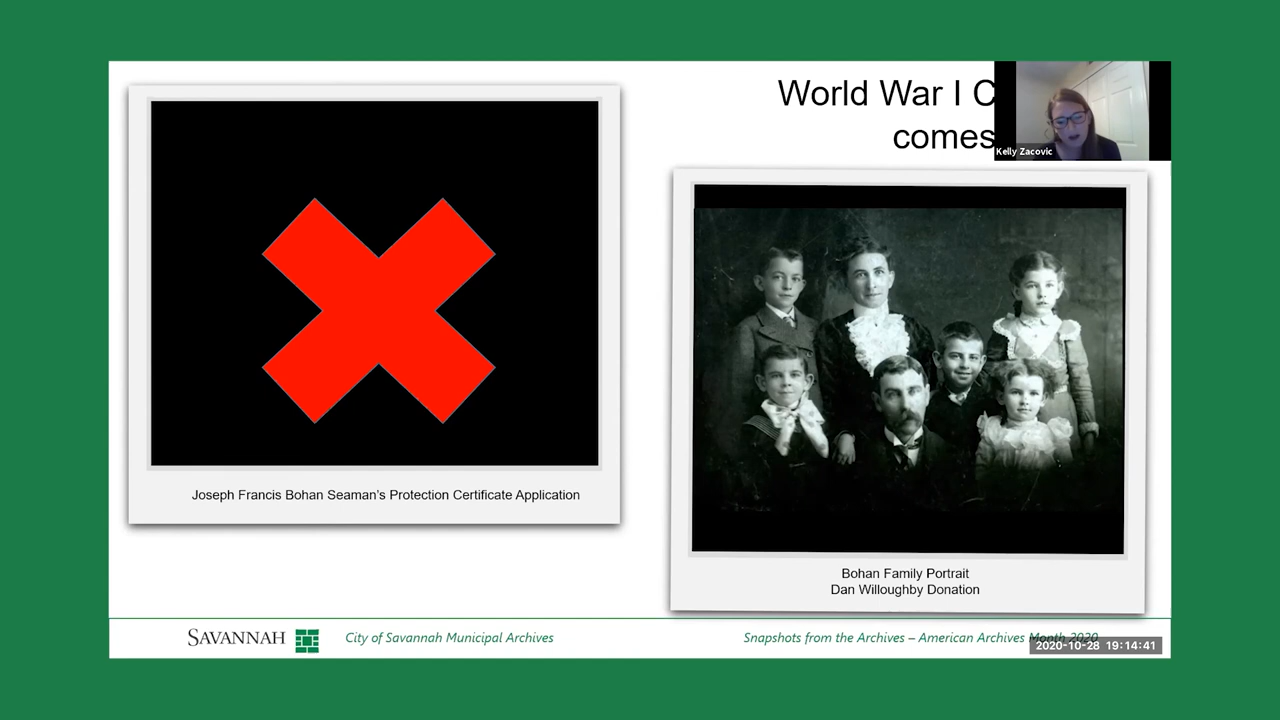 World War I C
comes
Kelly Zacovic
Joseph Francis Bohan Seaman's Protection Certificate Application
Bohan Family Portrait
Dan Willoughby Donation
SAVANNAH
City of Savannah Municipal Archives
Snapshots from the Archives – American Archives Month 2020
2020-10-28 19:14:41